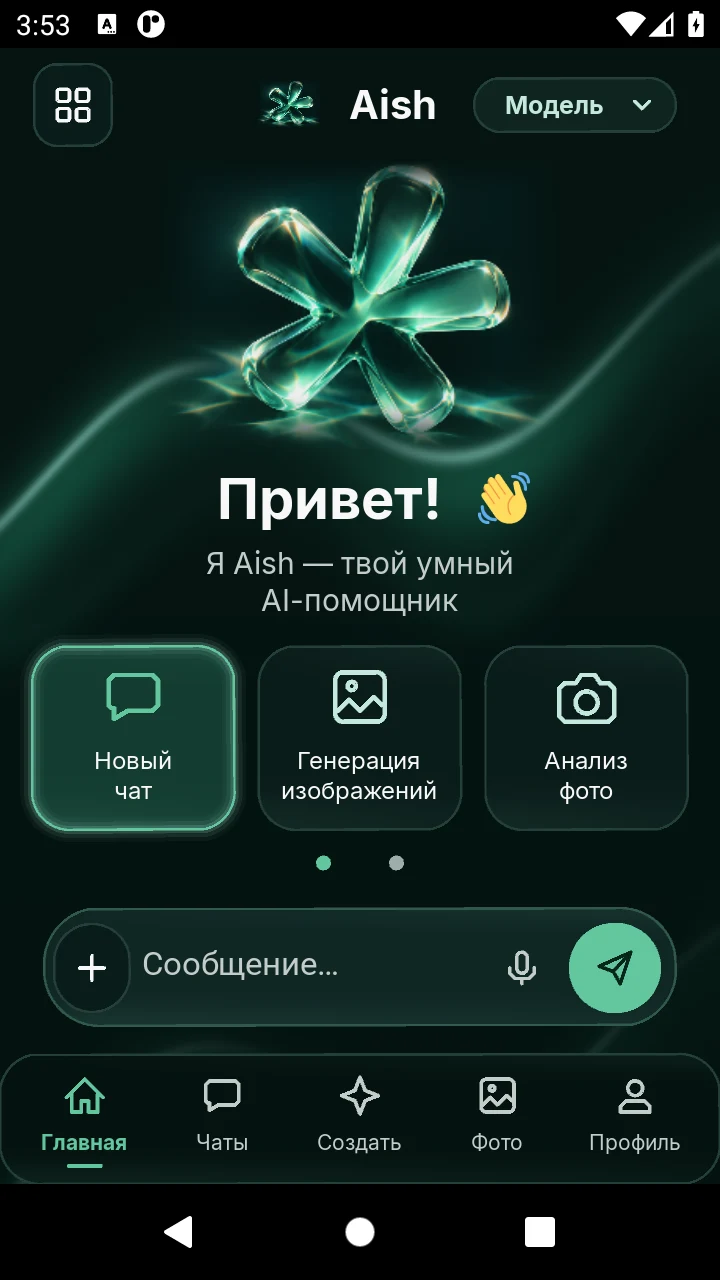 3:53
Aish
Модель
Привет! 👋
Я Aish — твой умный
AI-помощник
Новый
чат
Генерация
изображений
Анализ
фото
Сообщение...
Главная
Чаты
Создать
Фото
Профиль